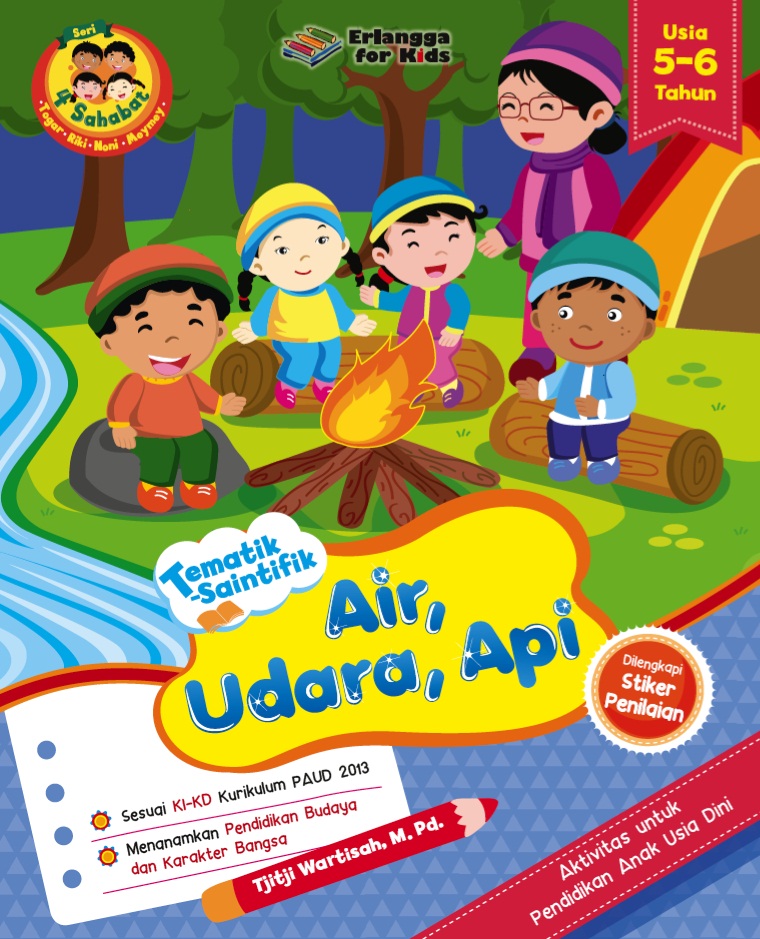 Seri
4 Sahabat
• Togar • Riki • Noni • Meymey •
Erlangga
for Kids
Usia
5-6
Tahun
Tematik
-Saintifik
Air,
Udara, Api
Dilengkapi
Stiker
Penilaian
Sesuai KI-KD Kurikulum PAUD 2013
Menanamkan Pendidikan Budaya
dan Karakter Bangsa
Tjitji Wartisah, M. Pd.
Aktivitas untuk
Pendidikan Anak Usia Dini